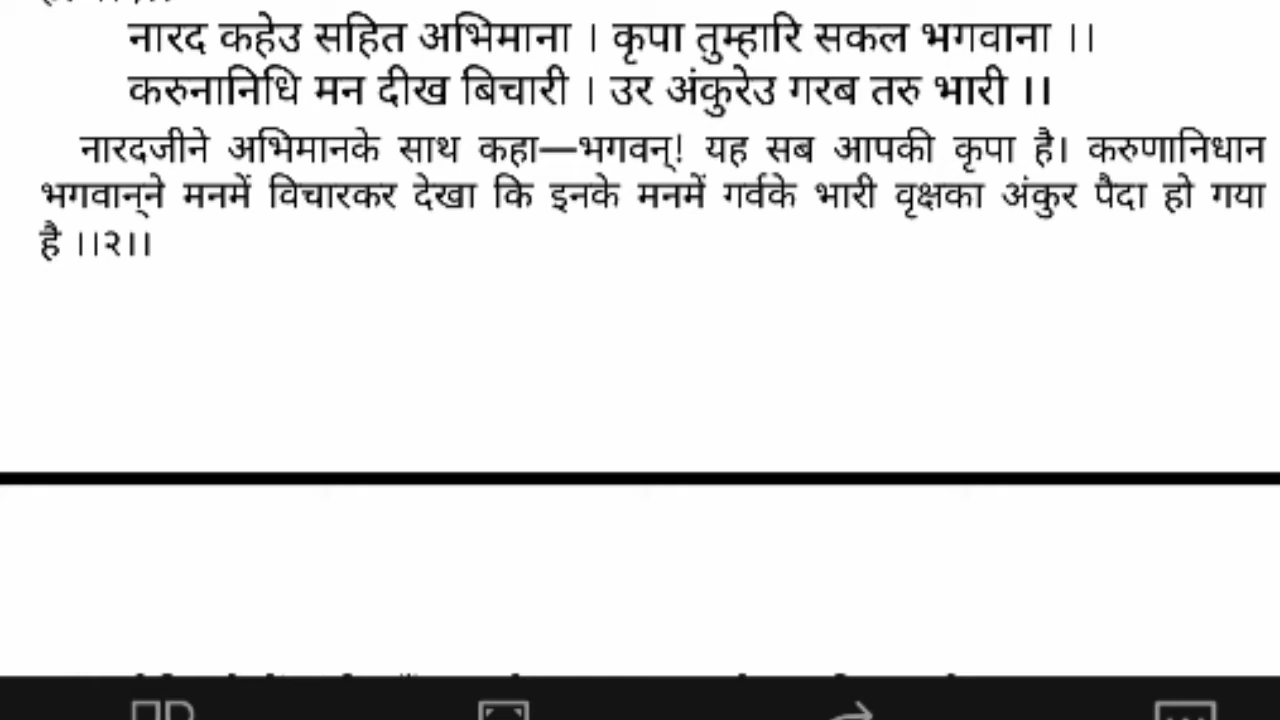 नारद कहेउ सहित अभिमाना । कृपा तुम्हारि सकल भगवाना ।।
करुनानिधि मन दीख बिचारी । उर अंकुरेउ गरब तरु भारी ।।
नारदजीने अभिमानके साथ कहा—भगवन्! यह सब आपकी कृपा है। करुणानिधान
भगवान्‌ने मनमें विचारकर देखा कि इनके मनमें गर्वके भारी वृक्षका अंकुर पैदा हो गया
है ।।२।।